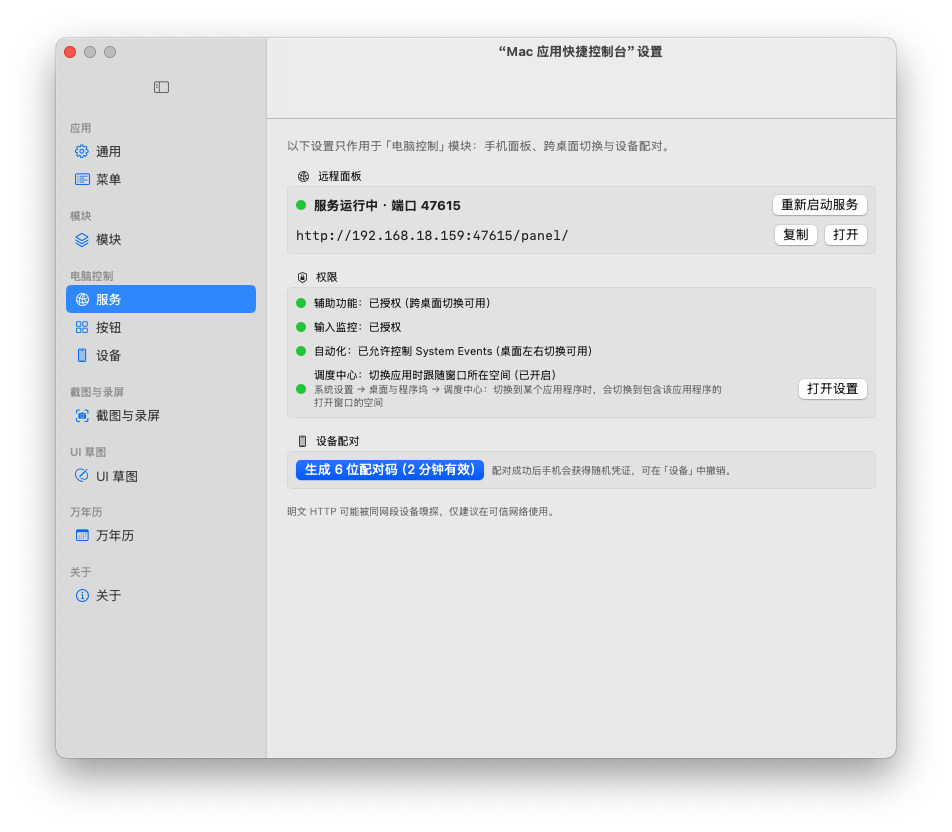 “Mac 应用快捷控制台”设置
应用
通用
菜单
模块
模块
电脑控制
服务
按钮
设备
截图与录屏
截图与录屏
UI 草图
UI 草图
万年历
万年历
关于
关于
以下设置只作用于「电脑控制」模块：手机面板、跨桌面切换与设备配对。
远程面板
服务运行中 · 端口 47615
重新启动服务
http://192.168.18.159:47615/panel/
复制
打开
权限
辅助功能：已授权 (跨桌面切换可用)
输入监控：已授权
自动化：已允许控制 System Events (桌面左右切换可用)
调度中心：切换应用时跟随窗口所在空间 (已开启)
系统设置 → 桌面与程序坞 → 调度中心：切换到某个应用程序时，会切换到包含该应用程序的
打开窗口的空间
打开设置
设备配对
生成 6 位配对码 (2 分钟有效)
配对成功后手机会获得随机凭证，可在「设备」中撤销。
明文 HTTP 可能被同网段设备嗅探，仅建议在可信网络使用。